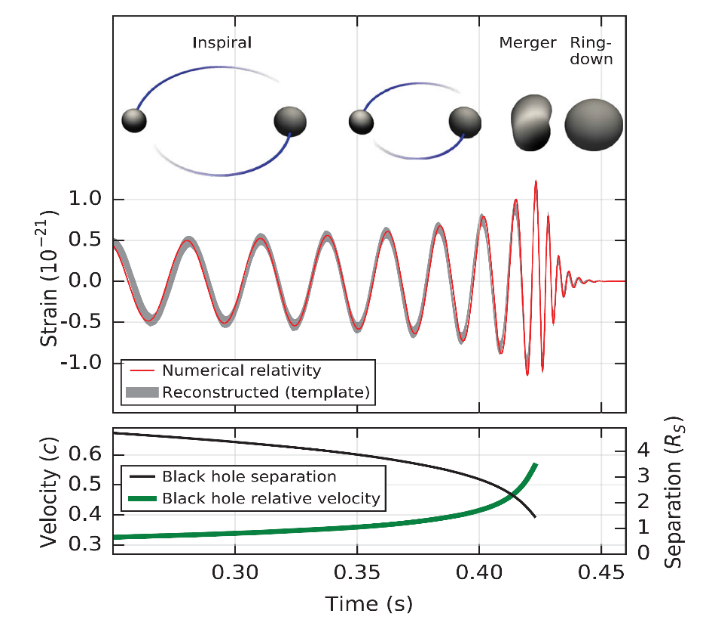 Inspiral
Merger
Ring-
down
Strain (10⁻²¹)
1.0
0.5
0.0
-0.5
-1.0
Numerical relativity
Reconstructed (template)
Velocity (c)
0.6
0.5
0.4
0.3
Black hole separation
Black hole relative velocity
4
3
2
1
0
Separation (R_S)
0.30
0.35
0.40
0.45
Time (s)